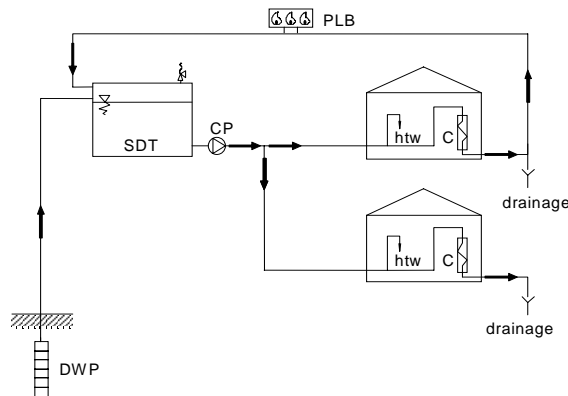 PLB
SDT
CP
htw
C
drainage
htw
C
drainage
DWP